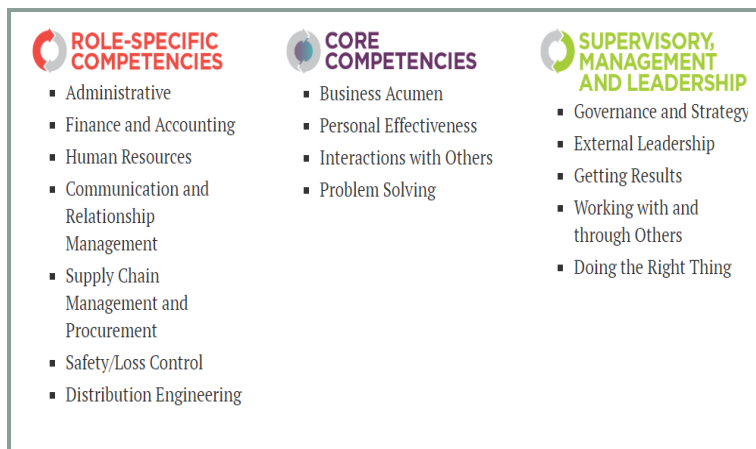 ROLE-SPECIFIC
COMPETENCIES
Administrative
Finance and Accounting
Human Resources
Communication and
Relationship
Management
Supply Chain
Management and
Procurement
Safety/Loss Control
Distribution Engineering
CORE
COMPETENCIES
Business Acumen
Personal Effectiveness
Interactions with Others
Problem Solving
SUPERVISORY,
MANAGEMENT
AND LEADERSHIP
Governance and Strategy
External Leadership
Getting Results
Working with and
through Others
Doing the Right Thing